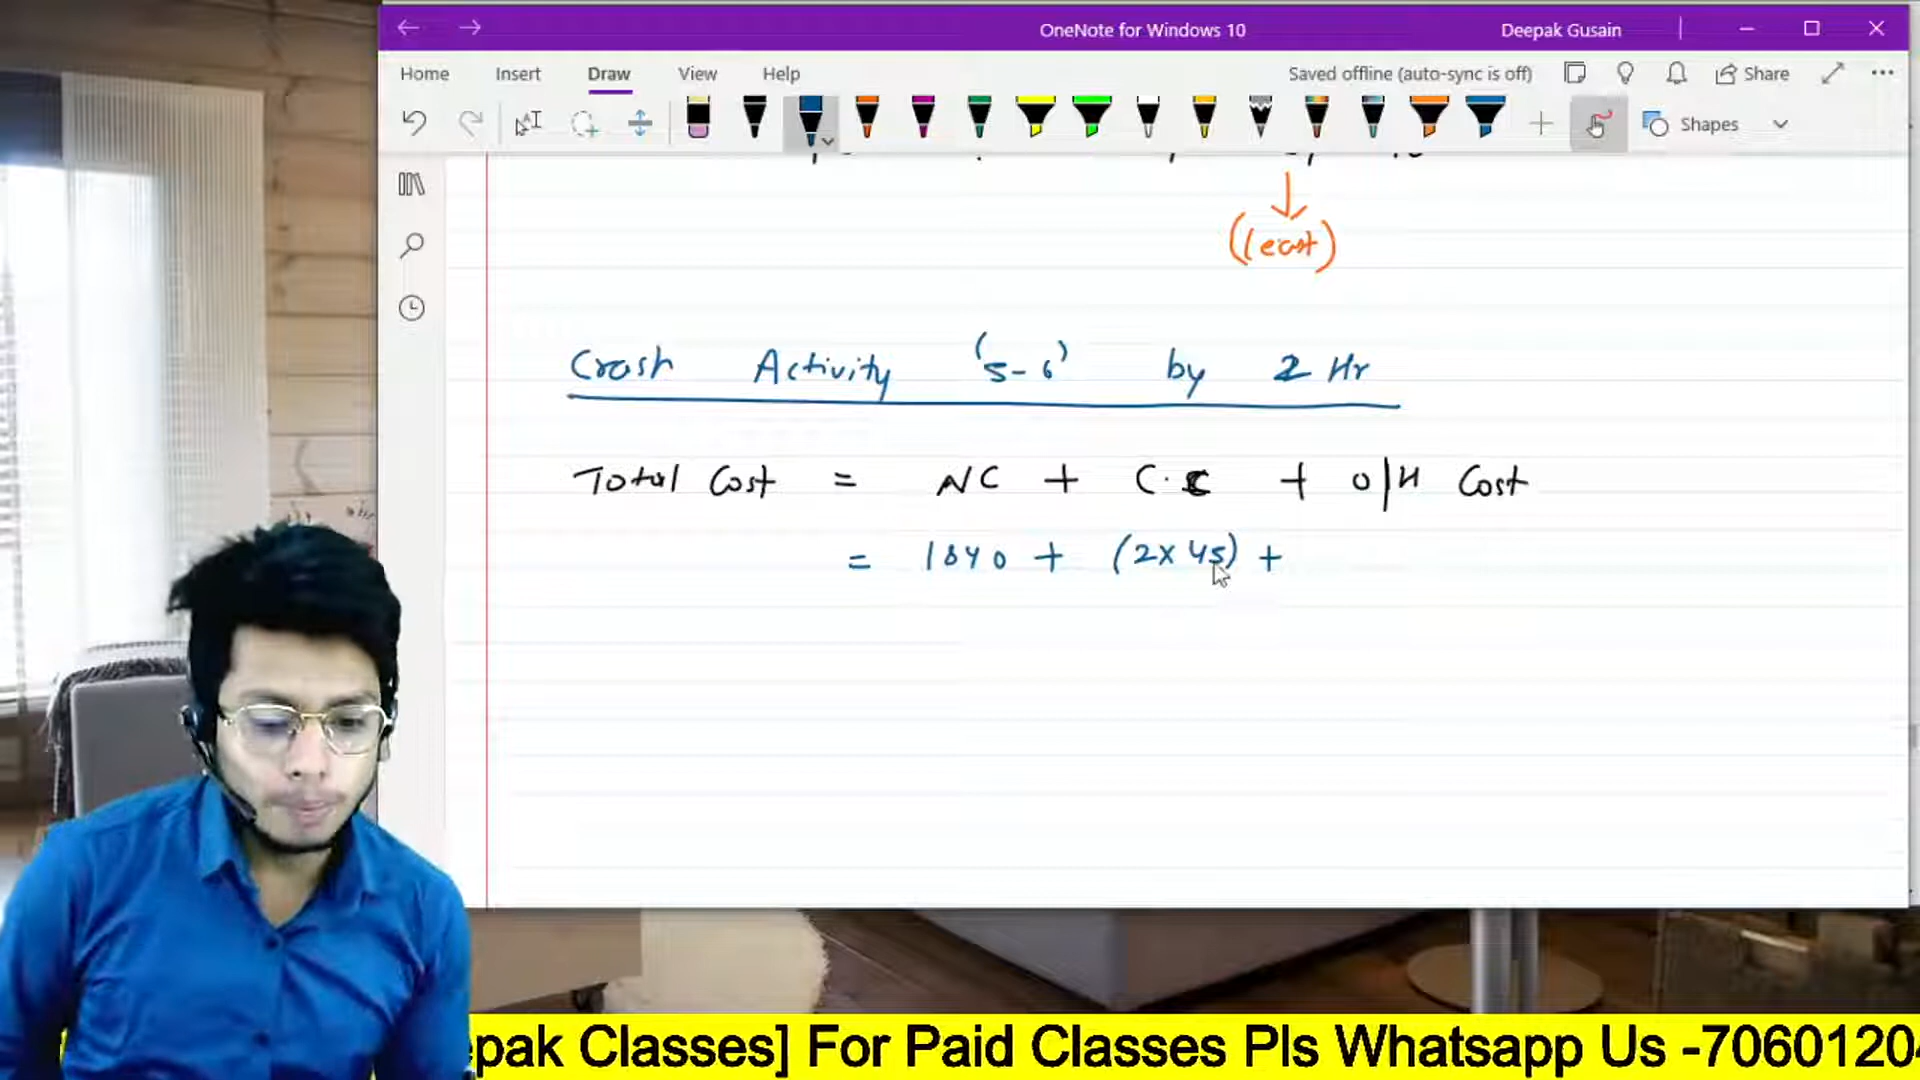 OneNote for Windows 10
Deepak Gusain
Home Insert Draw View Help
Saved offline (auto-sync is off) Share
Shapes
(least)
Crash Activity '5-6' by 2 Hr
Total Cost = NC + C.C + O/H Cost
= 1840 + (2x45) +
epak Classes] For Paid Classes Pls Whatsapp Us -7060120